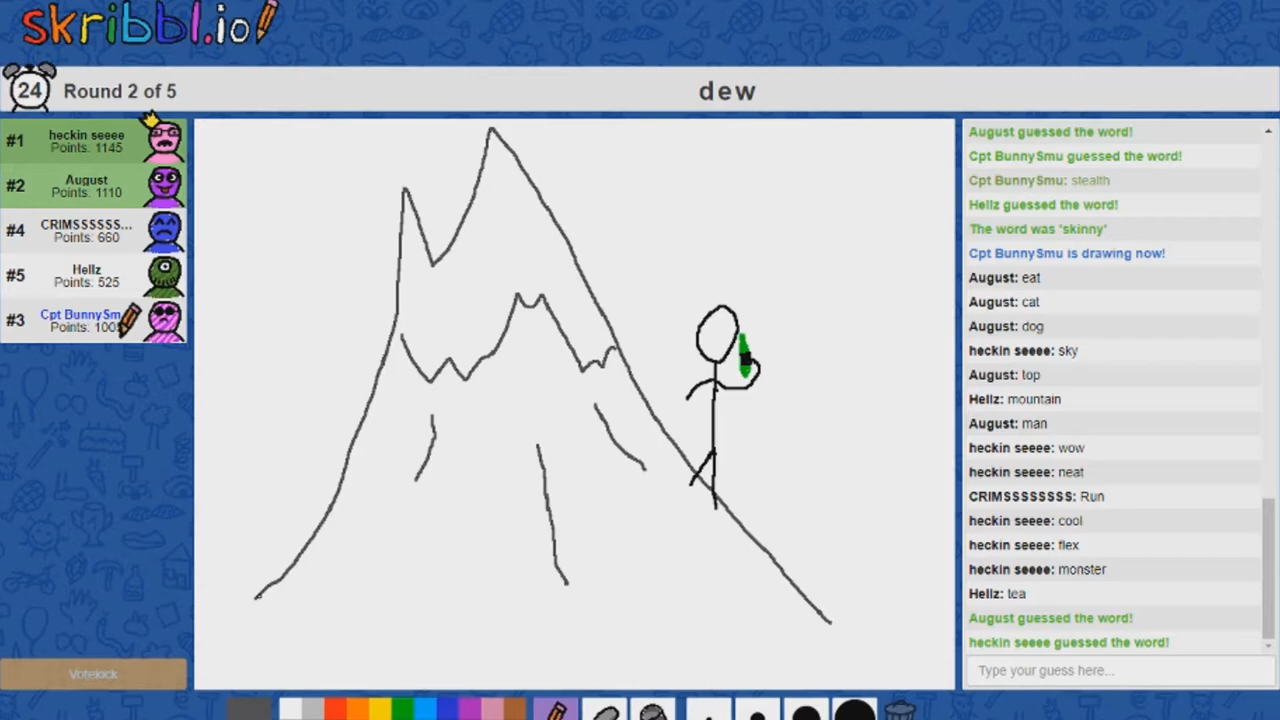 skribbl.io
24
Round 2 of 5
dew
#1
heckin seeee
Points: 1145
#2
August
Points: 1110
#4
CRIMSSSSSS...
Points: 660
#5
Hellz
Points: 525
#3
Cpt BunnySm
Points: 1005
Votekick
August guessed the word!
Cpt BunnySmu guessed the word!
Cpt BunnySmu: stealth
Hellz guessed the word!
The word was 'skinny'
Cpt BunnySmu is drawing now!
August: eat
August: cat
August: dog
heckin seeee: sky
August: top
Hellz: mountain
August: man
heckin seeee: wow
heckin seeee: neat
CRIMSSSSSSSS: Run
heckin seeee: cool
heckin seeee: flex
heckin seeee: monster
Hellz: tea
August guessed the word!
heckin seeee guessed the word!
Type your guess here...